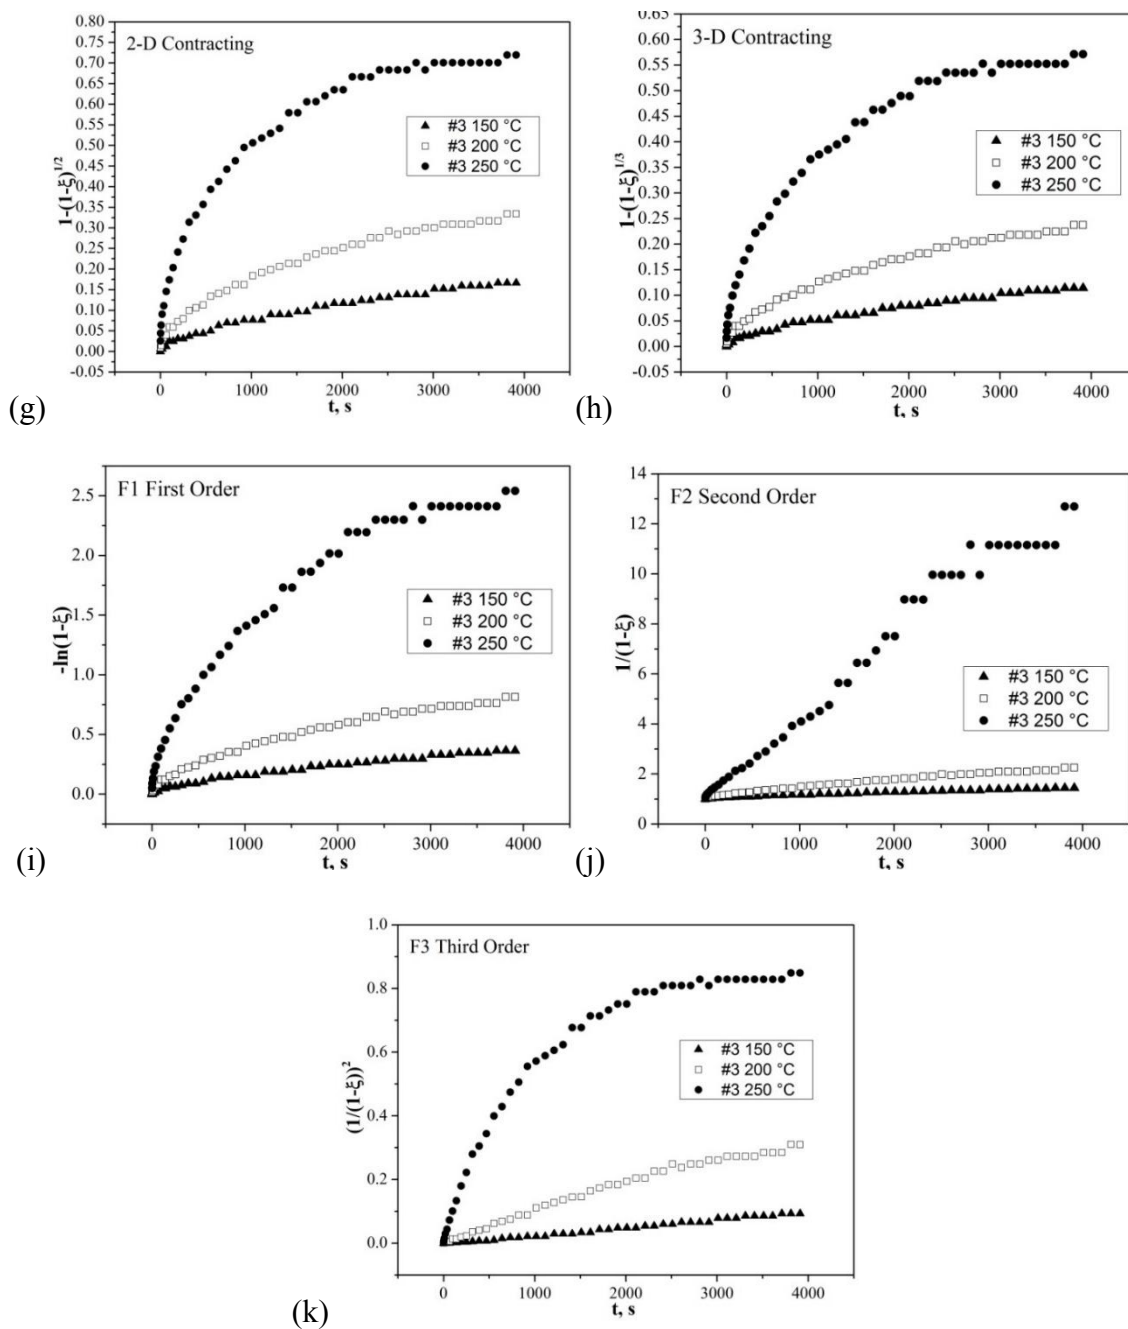 2-D Contracting
0.80
0.75
0.70
0.65
0.60
0.55
0.50
0.45
0.40
0.35
0.30
0.25
0.20
0.15
0.10
0.05
0.00
-0.05
1-(1-ξ)^1/2
#3 150 °C
#3 200 °C
#3 250 °C
0 1000 2000 3000 4000
t, s
(g)
3-D Contracting
0.65
0.60
0.55
0.50
0.45
0.40
0.35
0.30
0.25
0.20
0.15
0.10
0.05
0.00
-0.05
1-(1-ξ)^1/3
#3 150 °C
#3 200 °C
#3 250 °C
0 1000 2000 3000 4000
t, s
(h)
F1 First Order
2.5
2.0
1.5
1.0
0.5
0.0
-ln(1-ξ)
#3 150 °C
#3 200 °C
#3 250 °C
0 1000 2000 3000 4000
t, s
(i)
F2 Second Order
14
12
10
8
6
4
2
0
1/(1-ξ)
#3 150 °C
#3 200 °C
#3 250 °C
0 1000 2000 3000 4000
t, s
(j)
F3 Third Order
1.0
0.8
0.6
0.4
0.2
0.0
(1/(1-ξ))^2
#3 150 °C
#3 200 °C
#3 250 °C
0 1000 2000 3000 4000
t, s
(k)